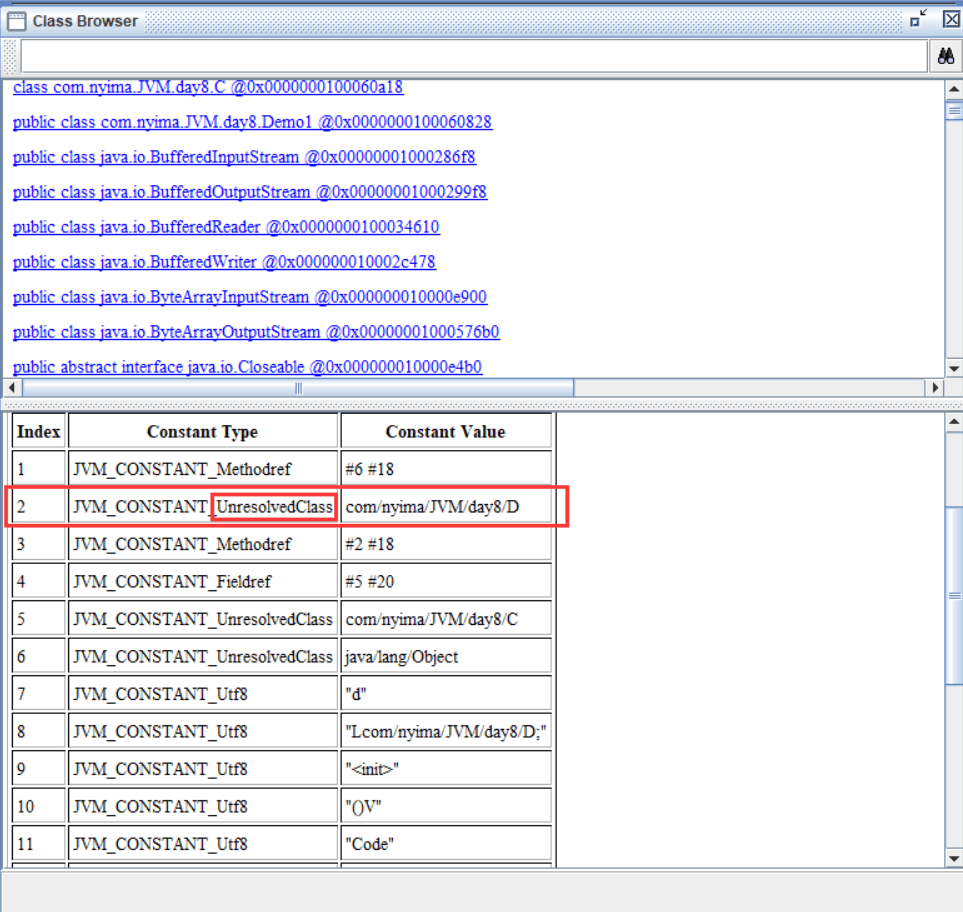 Class Browser
class com.nyima.JVM.day8.C @0x0000000100060a18
public class com.nyima.JVM.day8.Demo1 @0x0000000100060828
public class java.io.BufferedInputStream @0x00000001000286f8
public class java.io.BufferedOutputStream @0x00000001000299f8
public class java.io.BufferedReader @0x0000000100034610
public class java.io.BufferedWriter @0x000000010002c478
public class java.io.ByteArrayInputStream @0x000000010000e900
public class java.io.ByteArrayOutputStream @0x00000001000576b0
public abstract interface java.io.Closeable @0x000000010000e4b0
Index Constant Type Constant Value
1 JVM_CONSTANT_Methodref #6 #18
2 JVM_CONSTANT_UnresolvedClass com/nyima/JVM/day8/D
3 JVM_CONSTANT_Methodref #2 #18
4 JVM_CONSTANT_Fieldref #5 #20
5 JVM_CONSTANT_UnresolvedClass com/nyima/JVM/day8/C
6 JVM_CONSTANT_UnresolvedClass java/lang/Object
7 JVM_CONSTANT_Utf8 "d"
8 JVM_CONSTANT_Utf8 "Lcom/nyima/JVM/day8/D;"
9 JVM_CONSTANT_Utf8 "<init>"
10 JVM_CONSTANT_Utf8 "()V"
11 JVM_CONSTANT_Utf8 "Code"